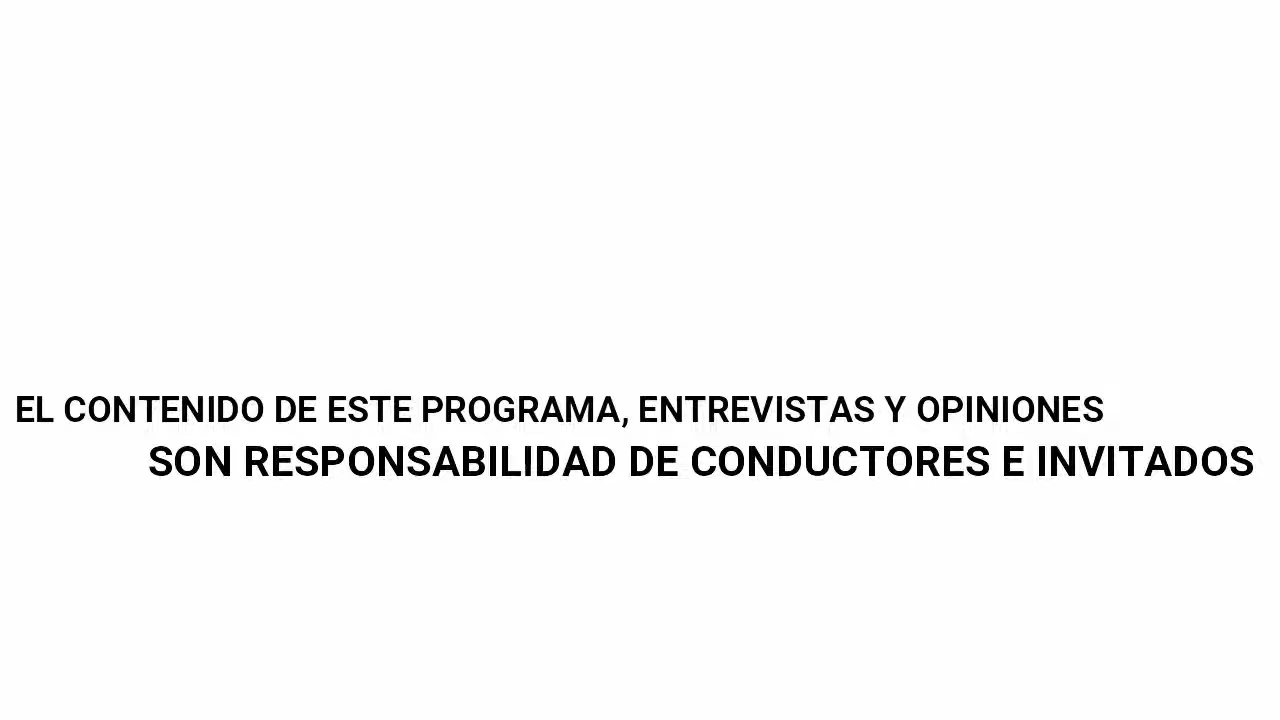 EL CONTENIDO DE ESTE PROGRAMA, ENTREVISTAS Y OPINIONES
SON RESPONSABILIDAD DE CONDUCTORES E INVITADOS